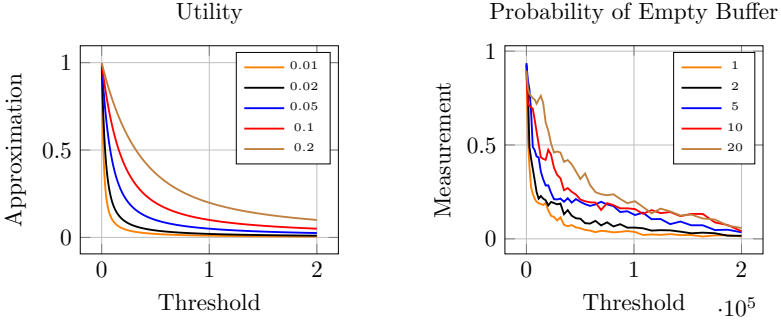 Utility
Approximation
1
0.5
0
0.01
0.02
0.05
0.1
0.2
0 1 2
Threshold
Probability of Empty Buffer
Measurement
1
0.5
0
1
2
5
10
20
0 1 2
Threshold
·10⁵